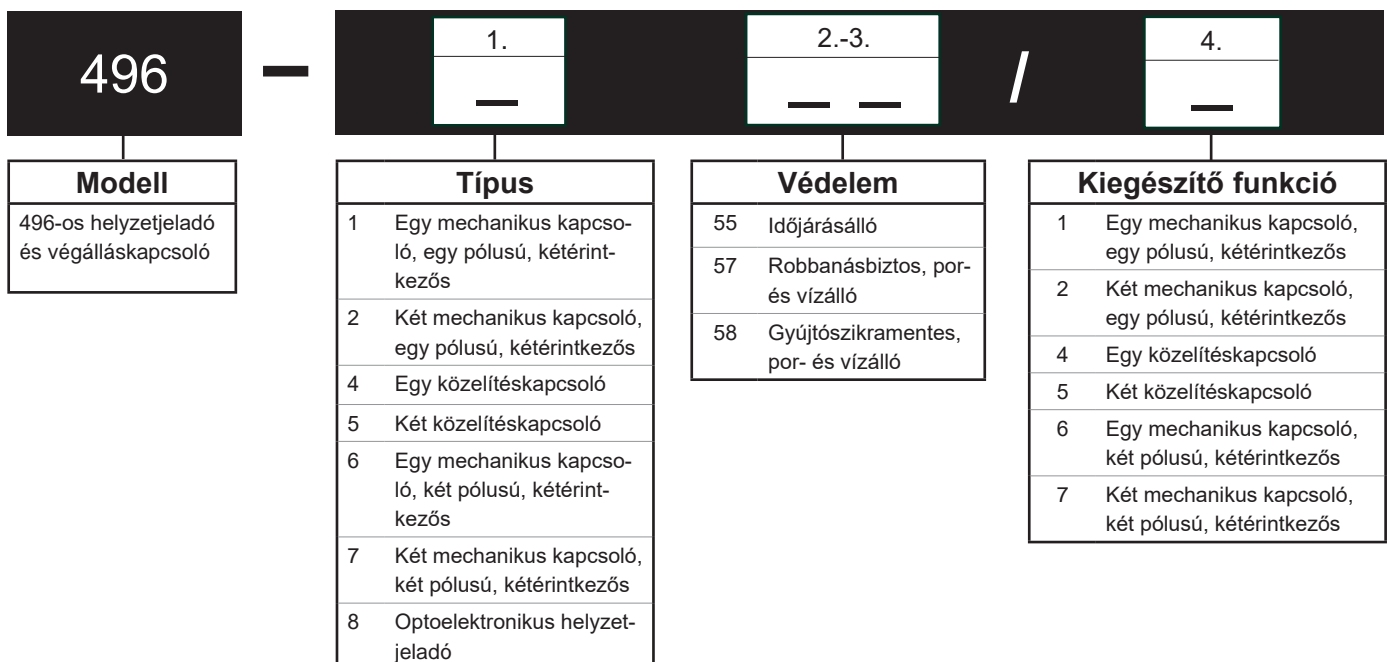 496 – 1. _ 2.-3. _ _ / 4. _
Modell
496-os helyzetjeladó
és végálláskapcsoló
Típus
1 Egy mechanikus kapcso-
ló, egy pólusú, kétérint-
kezős
2 Két mechanikus kapcsoló,
egy pólusú, kétérintkezős
4 Egy közelítéskapcsoló
5 Két közelítéskapcsoló
6 Egy mechanikus kapcso-
ló, két pólusú, kétérint-
kezős
7 Két mechanikus kapcsoló,
két pólusú, kétérintkezős
8 Optoelektronikus helyzet-
jeladó
Védelem
55 Időjárásálló
57 Robbanásbiztos, por-
és vízálló
58 Gyújtószikramentes,
por- és vízálló
Kiegészítő funkció
1 Egy mechanikus kapcsoló,
egy pólusú, kétérintkezős
2 Két mechanikus kapcsoló,
egy pólusú, kétérintkezős
4 Egy közelítéskapcsoló
5 Két közelítéskapcsoló
6 Egy mechanikus kapcsoló,
két pólusú, kétérintkezős
7 Két mechanikus kapcsoló,
két pólusú, kétérintkezős